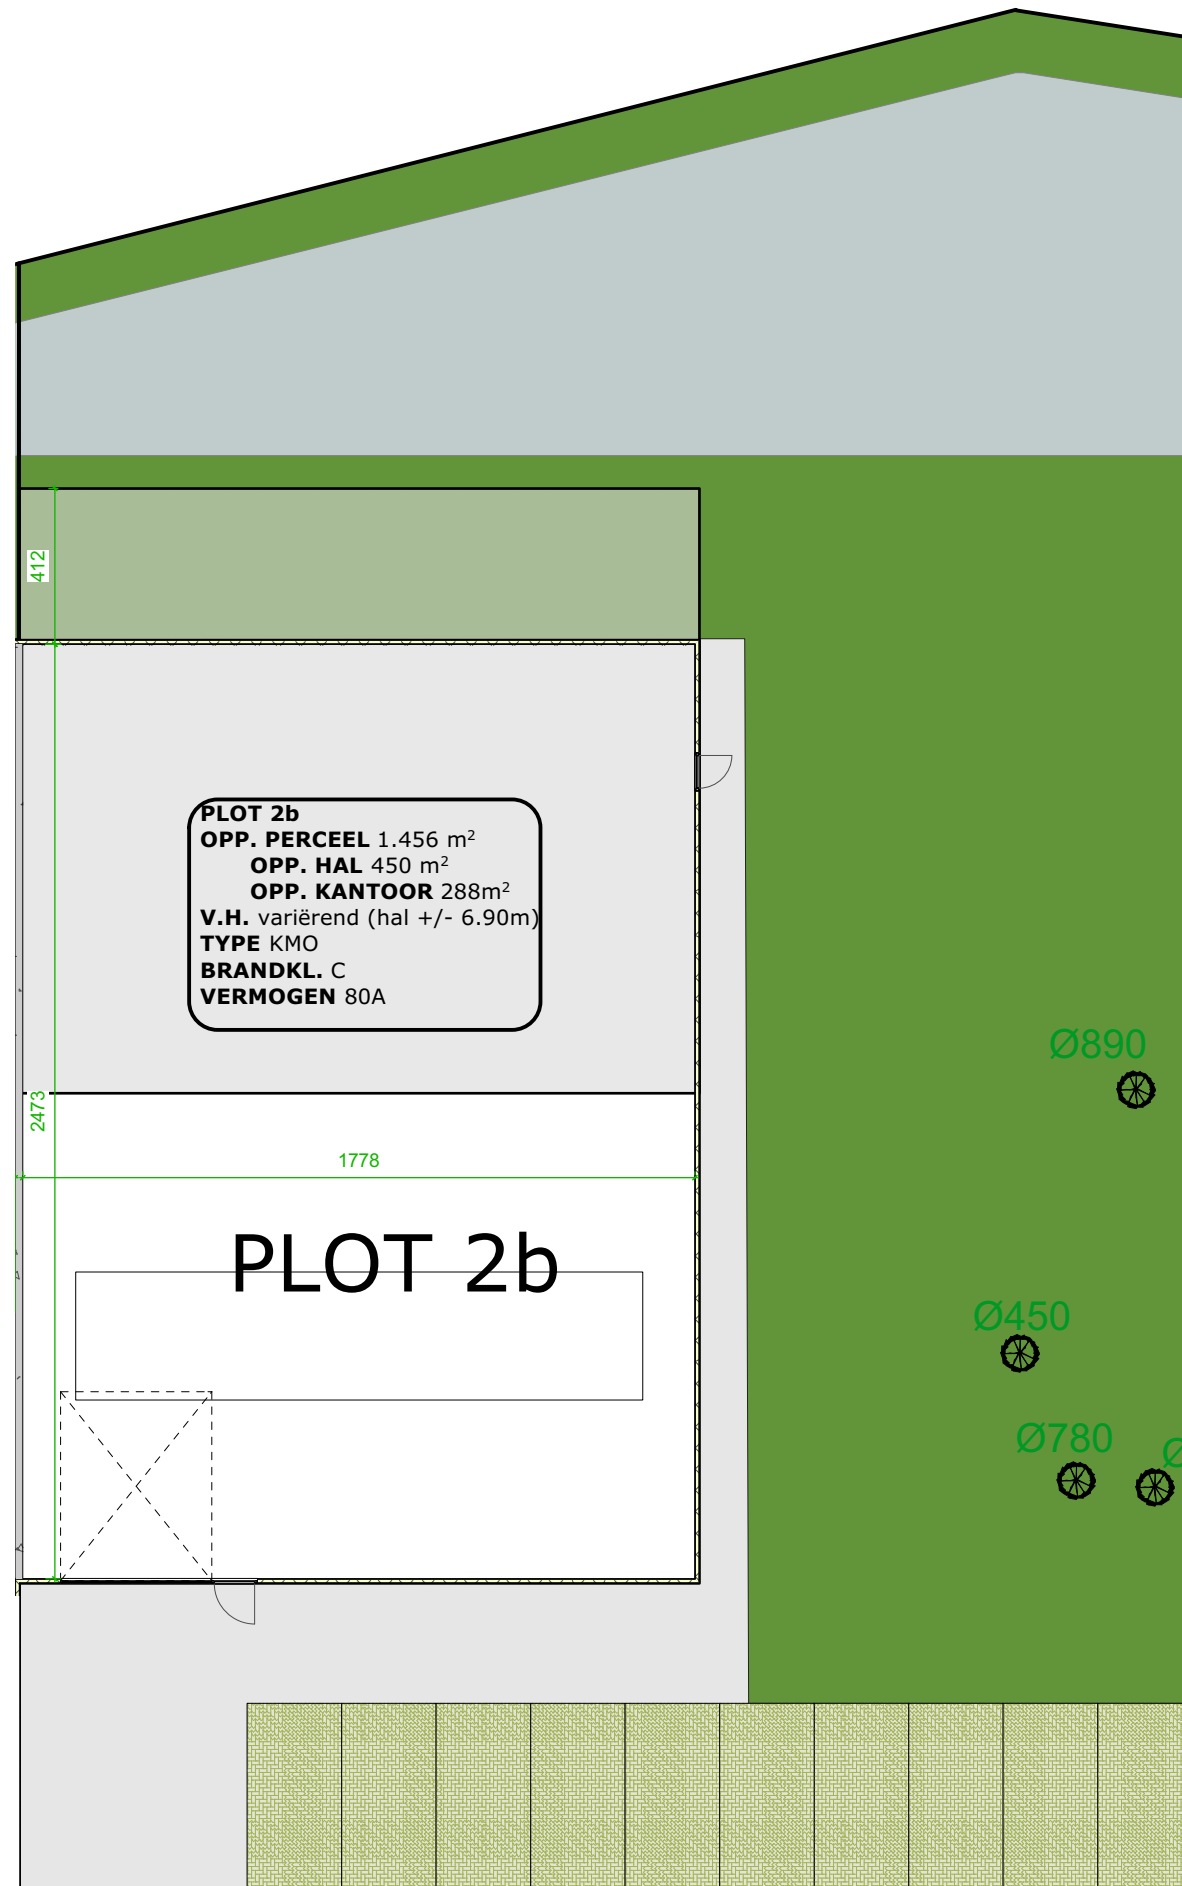 412
PLOT 2b
OPP. PERCEEL 1.456 m²
OPP. HAL 450 m²
OPP. KANTOOR 288m²
V.H. variërend (hal +/- 6.90m)
TYPE KMO
BRANDKL. C
VERMOGEN 80A
Ø890
2473
1778
PLOT 2b
Ø450
Ø780
Ø